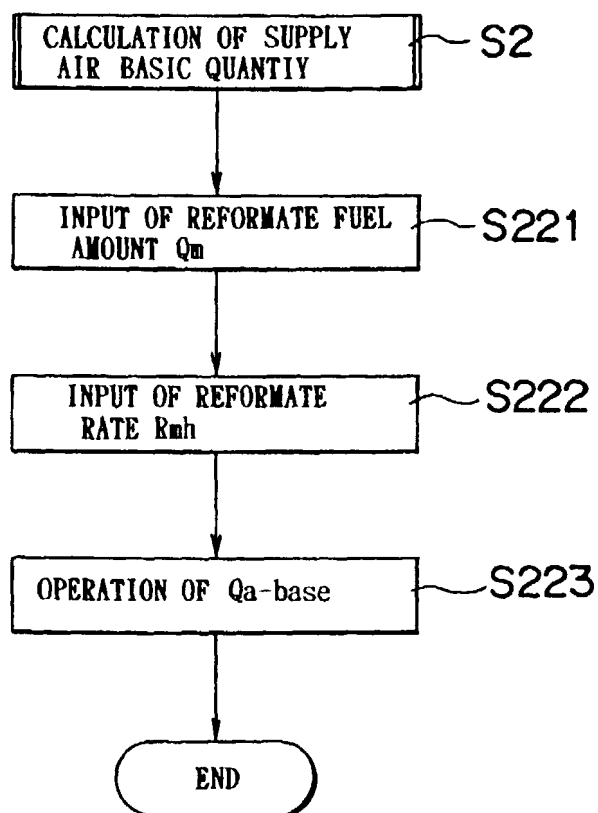 CALCULATION OF SUPPLY
AIR BASIC QUANTIY
S2
INPUT OF REFORMATE FUEL
AMOUNT Qm
S221
INPUT OF REFORMATE
RATE Rmh
S222
OPERATION OF Qa-base
S223
END